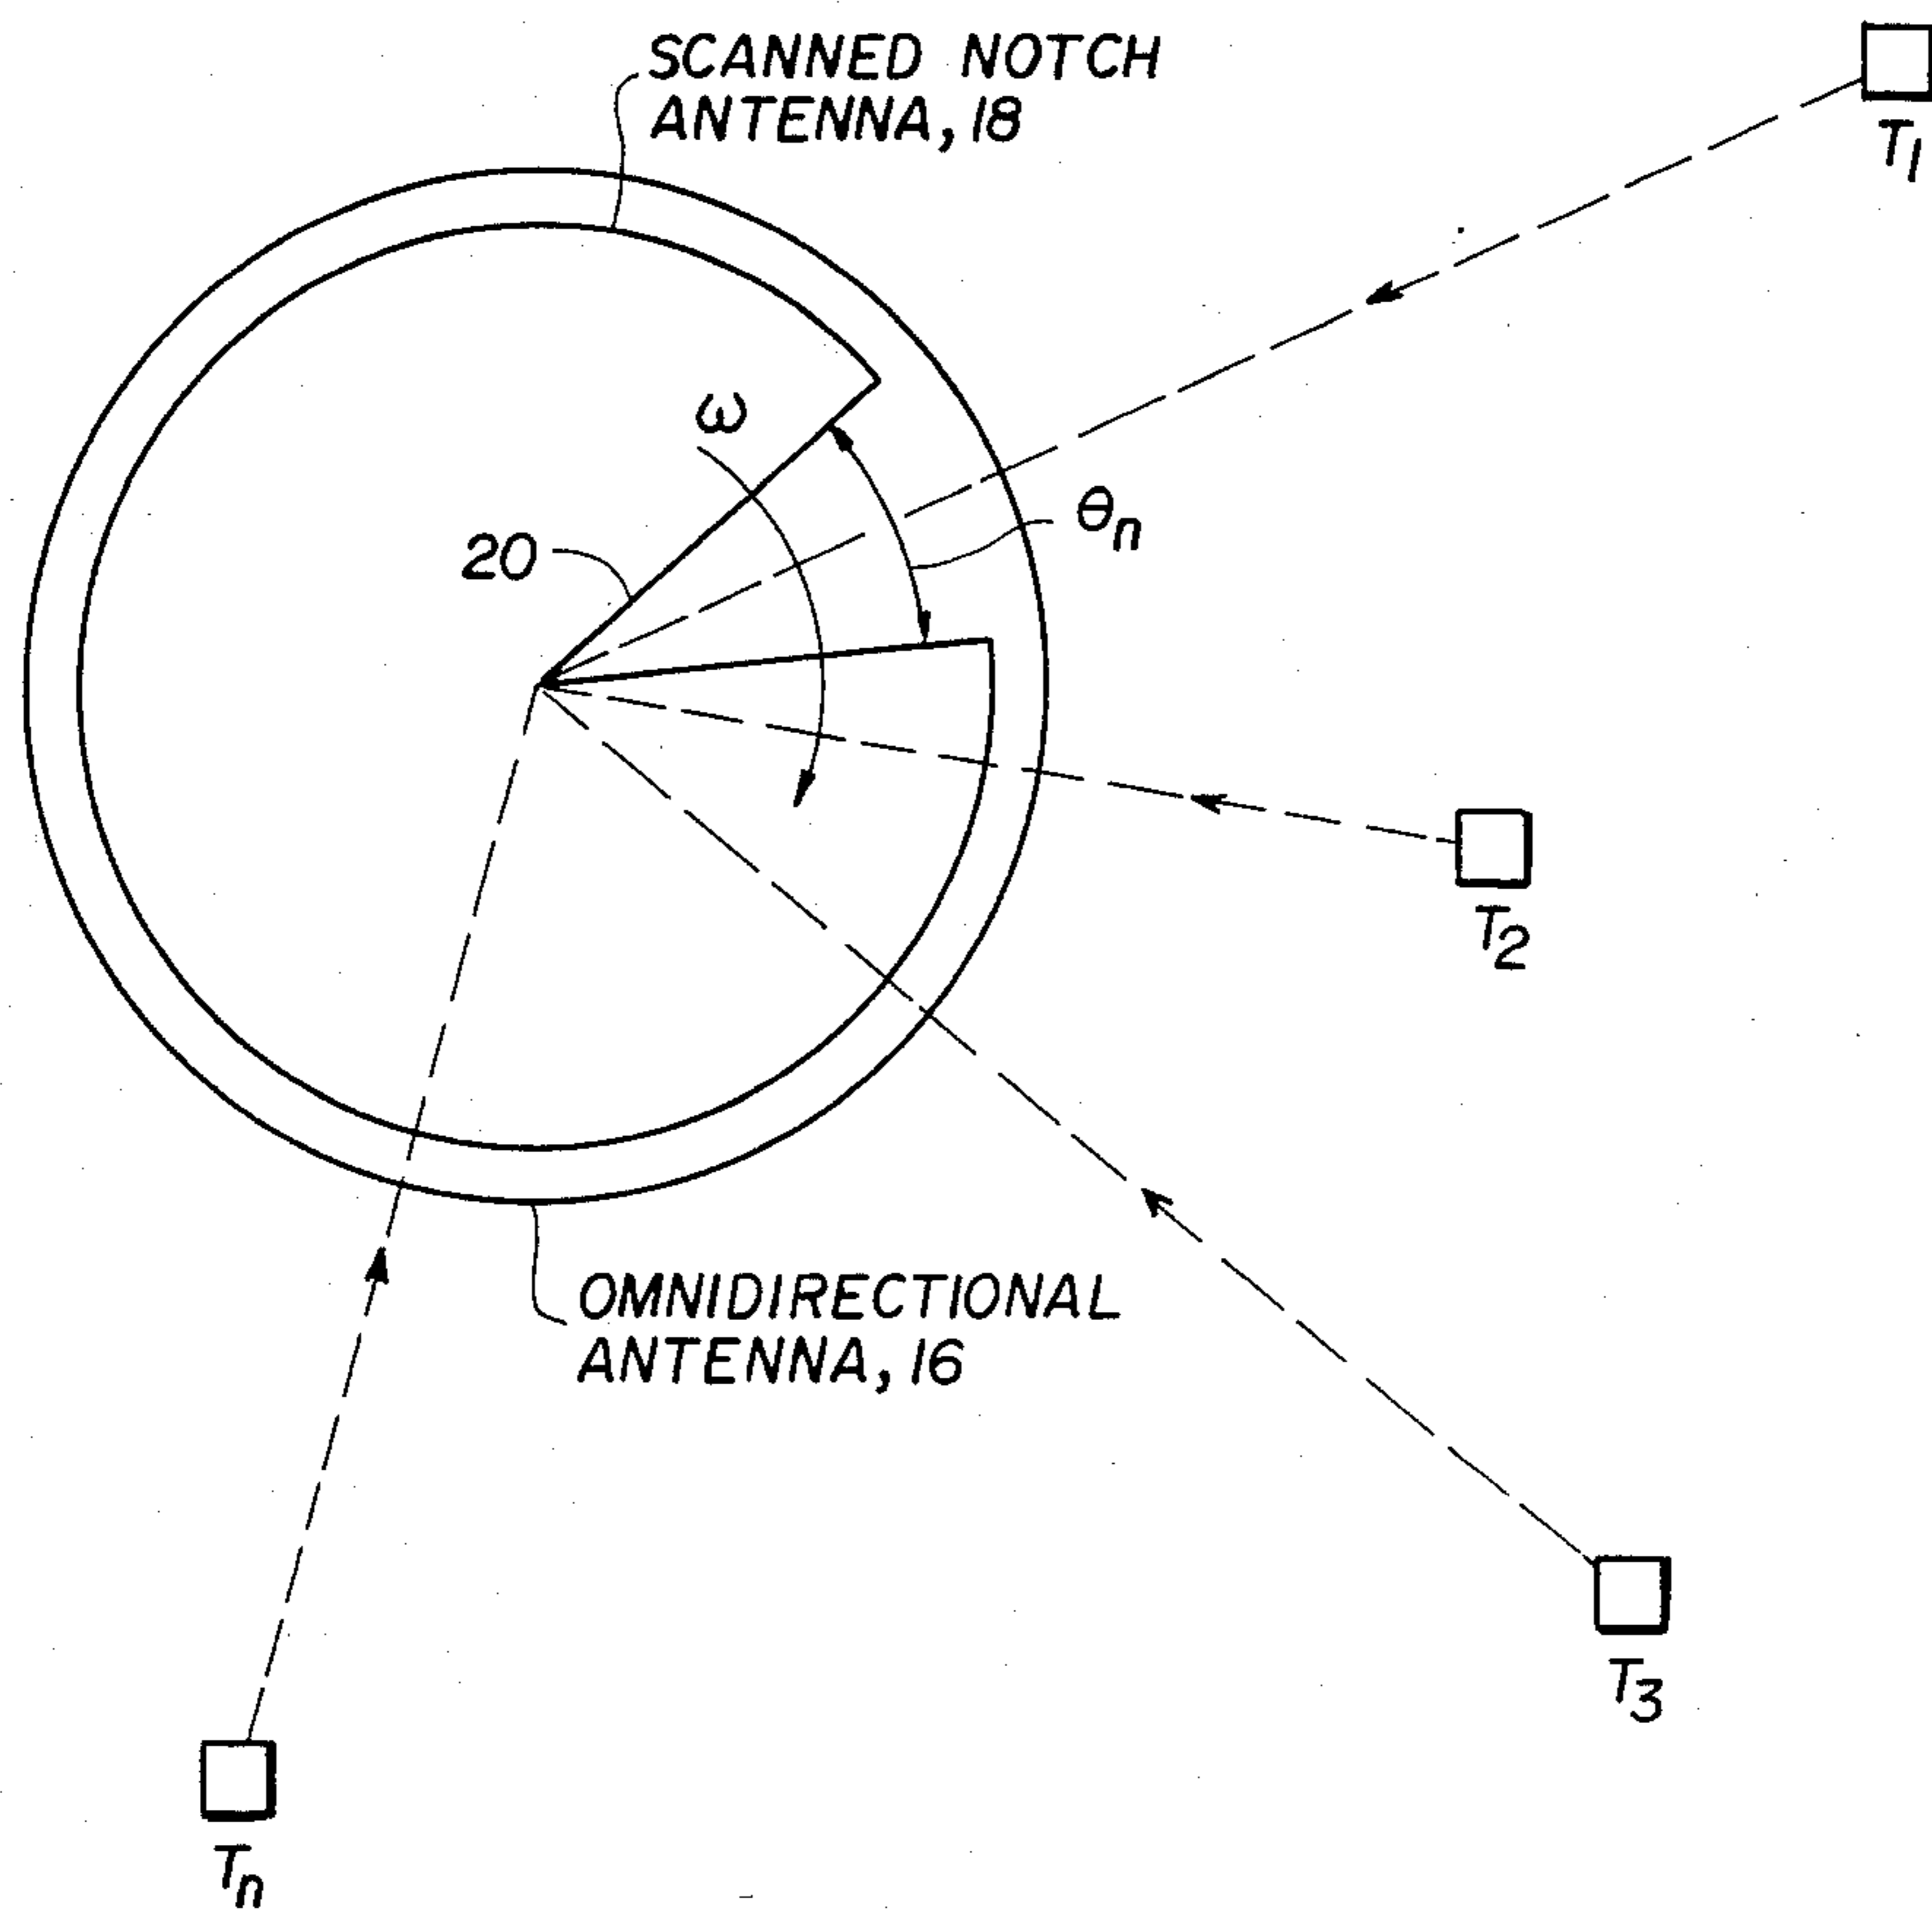 SCANNED NOTCH
ANTENNA, 18
T1
ω
θn
20
T2
OMNIDIRECTIONAL
ANTENNA, 16
T3
Tn